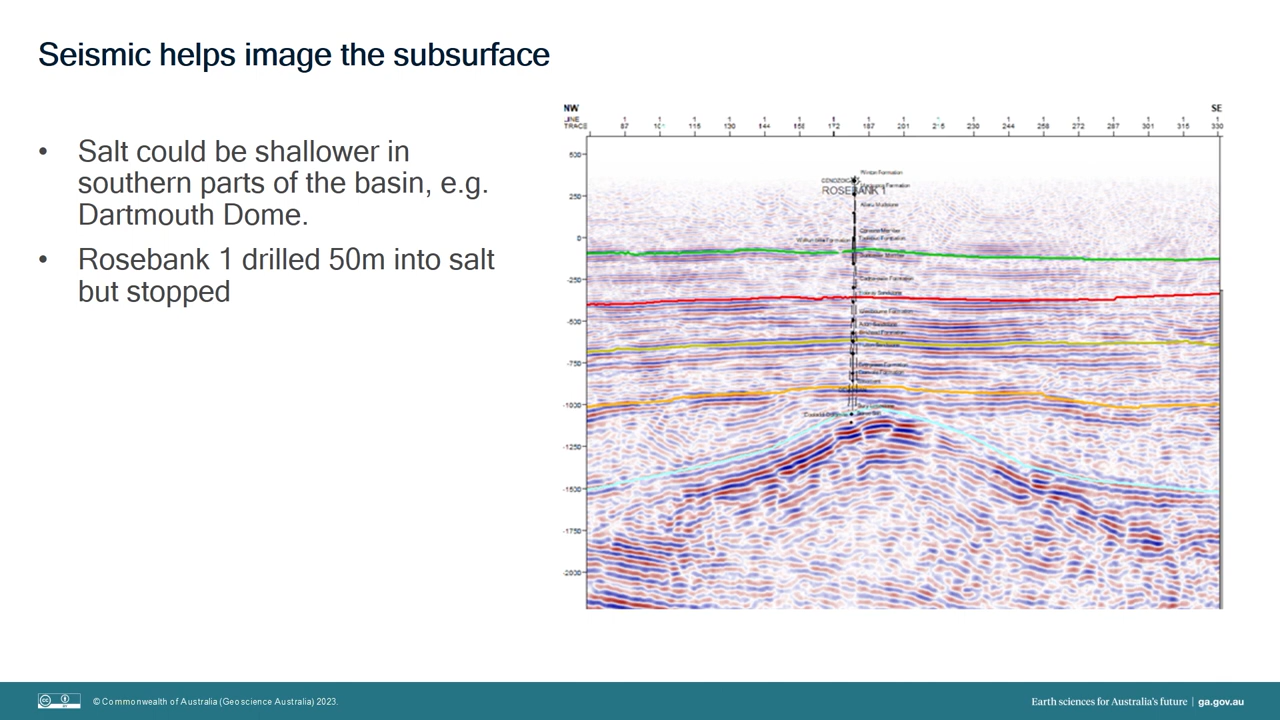 Seismic helps image the subsurface
• Salt could be shallower in
southern parts of the basin, e.g.
Dartmouth Dome.
• Rosebank 1 drilled 50m into salt
but stopped
NW SE
LINE
TRACE
87 115 130 144 158 172 187 201 230 244 258 272 287 301 315 330
500
250
0
-250
-500
-750
-1000
-1250
-1500
-1750
-2000
Winton Formation
ROSEBANK 1
© Commonwealth of Australia (Geoscience Australia) 2023.
Earth sciences for Australia's future | ga.gov.au